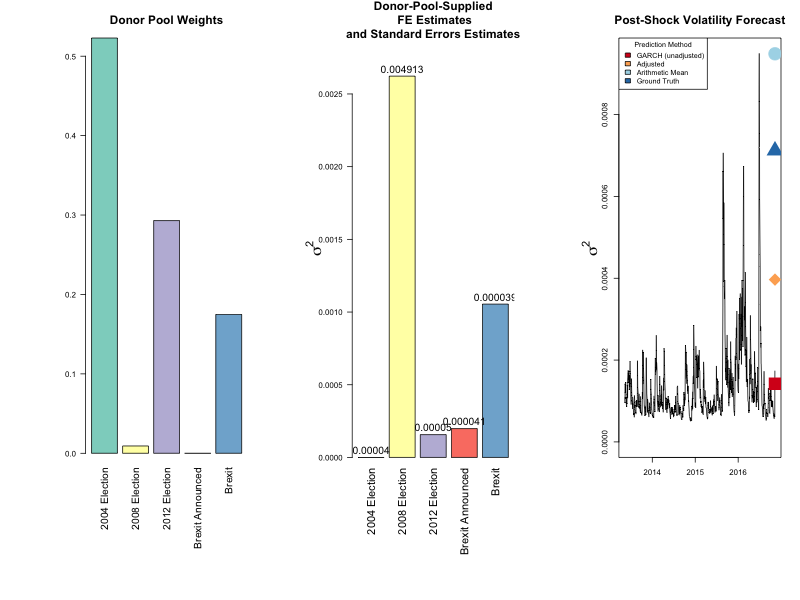 Donor Pool Weights
0.5
0.4
0.3
0.2
0.1
0.0
2004 Election
2008 Election
2012 Election
Brexit Announced
Brexit
Donor-Pool-Supplied
FE Estimates
and Standard Errors Estimates
σ²
0.0025
0.0020
0.0015
0.0010
0.0005
0.0000
0.00004
0.004913
0.00005
0.000041
0.000039
2004 Election
2008 Election
2012 Election
Brexit Announced
Brexit
Post-Shock Volatility Forecast
Prediction Method
GARCH (unadjusted)
Adjusted
Arithmetic Mean
Ground Truth
σ²
0.0008
0.0006
0.0004
0.0002
0.0000
2014
2015
2016